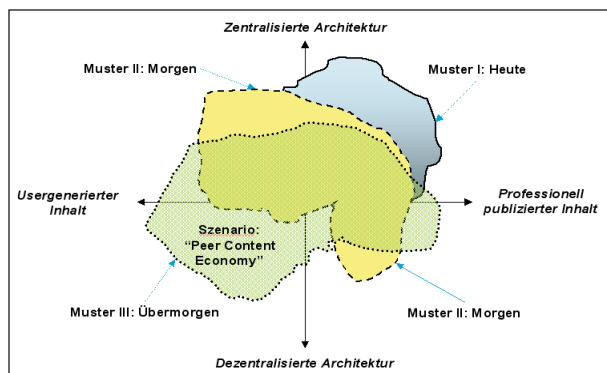 Zentralisierte Architektur
Muster II: Morgen
Muster I: Heute
Usergenerierter
Inhalt
Professionell
publizierter Inhalt
Szenario:
"Peer Content
Economy"
Muster III: Übermorgen
Muster II: Morgen
Dezentralisierte Architektur